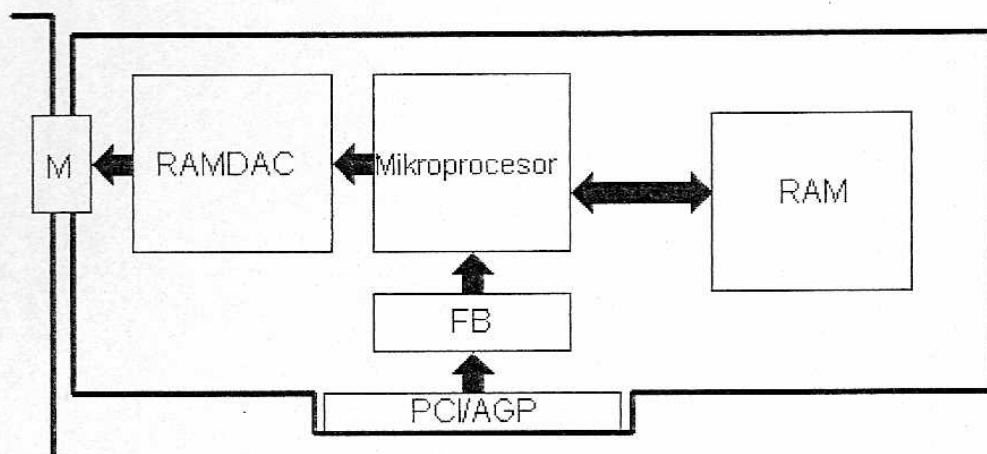 M
RAMDAC
Mikroprocesor
RAM
FB
PCI/AGP